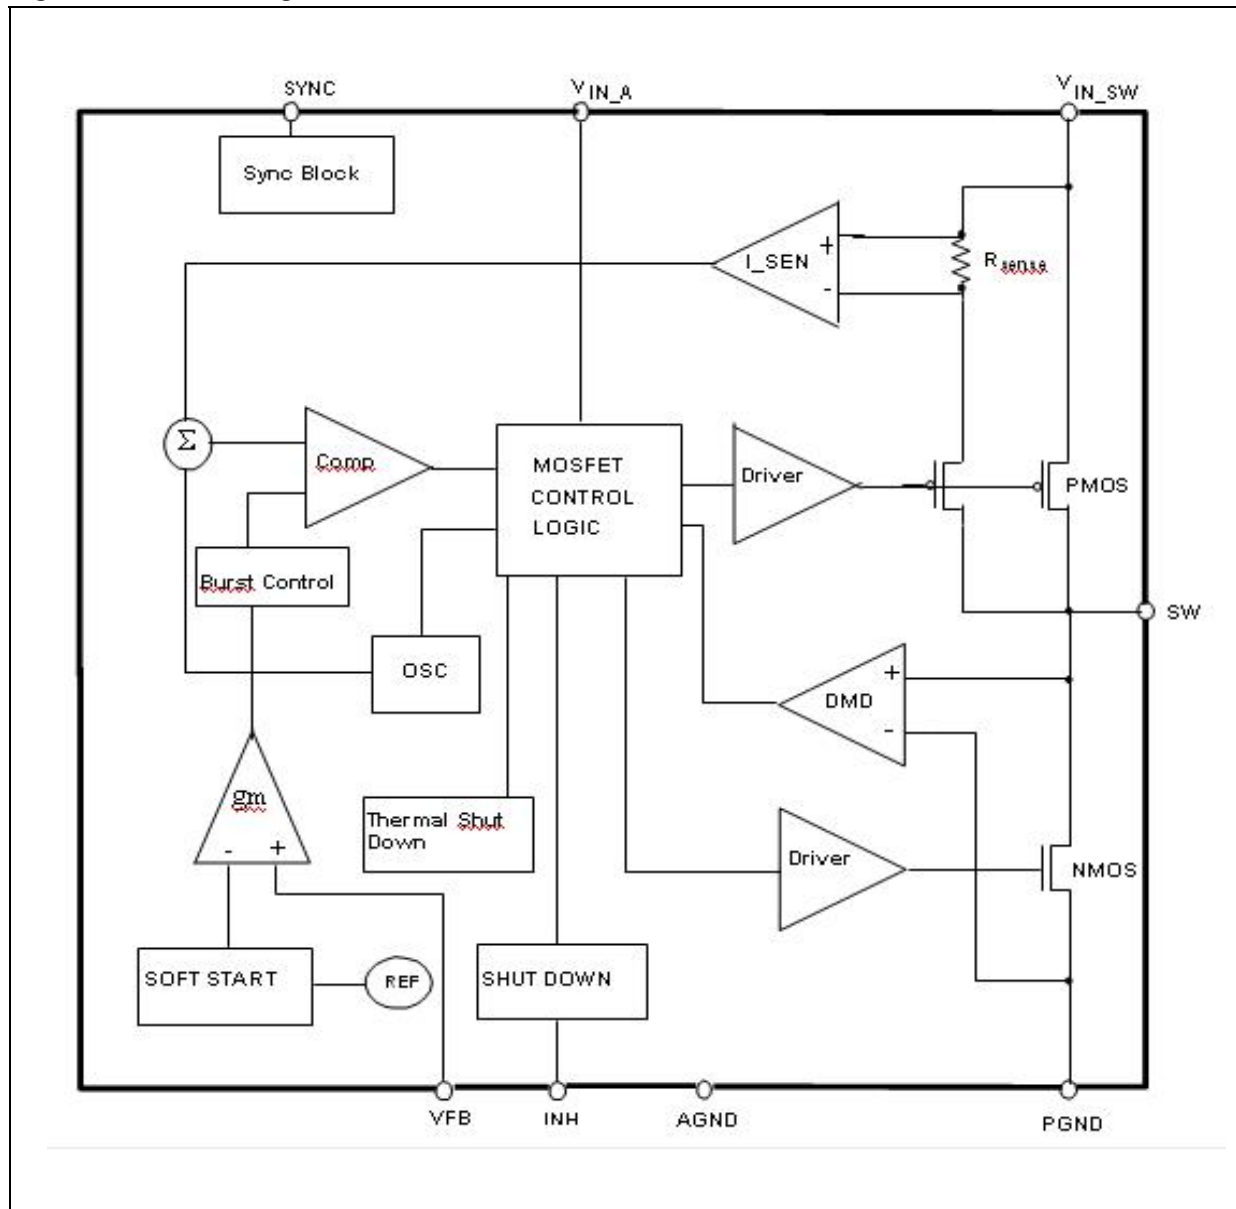 SYNC
VIN_A
VIN_SW
Sync Block
+
I_SEN
-
Rsense
Σ
Comp
MOSFET
CONTROL
LOGIC
Driver
PMOS
Burst Control
SW
OSC
+
DMD
-
gm
- +
Thermal Shut
Down
Driver
NMOS
SOFT START
REF
SHUT DOWN
VFB
INH
AGND
PGND